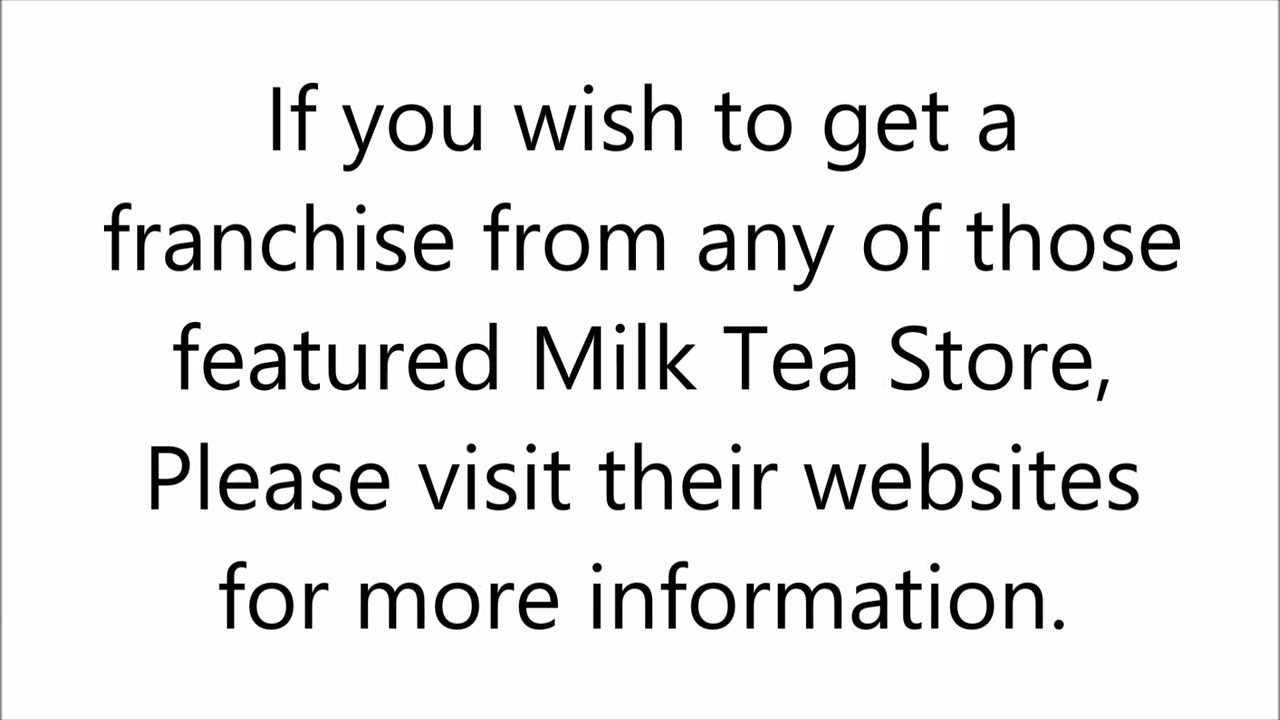 If you wish to get a
franchise from any of those
featured Milk Tea Store,
Please visit their websites
for more information.